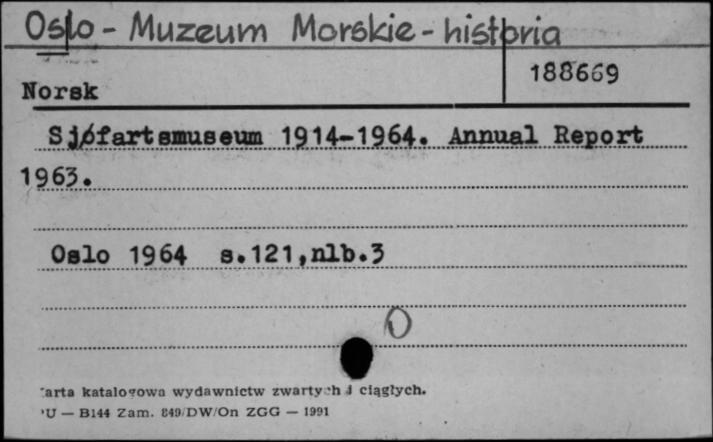 Oslo - Muzeum Morskie - historia
188669
Norsk
Sjøfartsmuseum 1914-1964. Annual Report
1963.
Oslo 1964 s.121,nlb.3
0
arta katalogowa wydawnictw zwartych i ciągłych.
U — B144 Zam. 849/DW/On ZGG — 1991